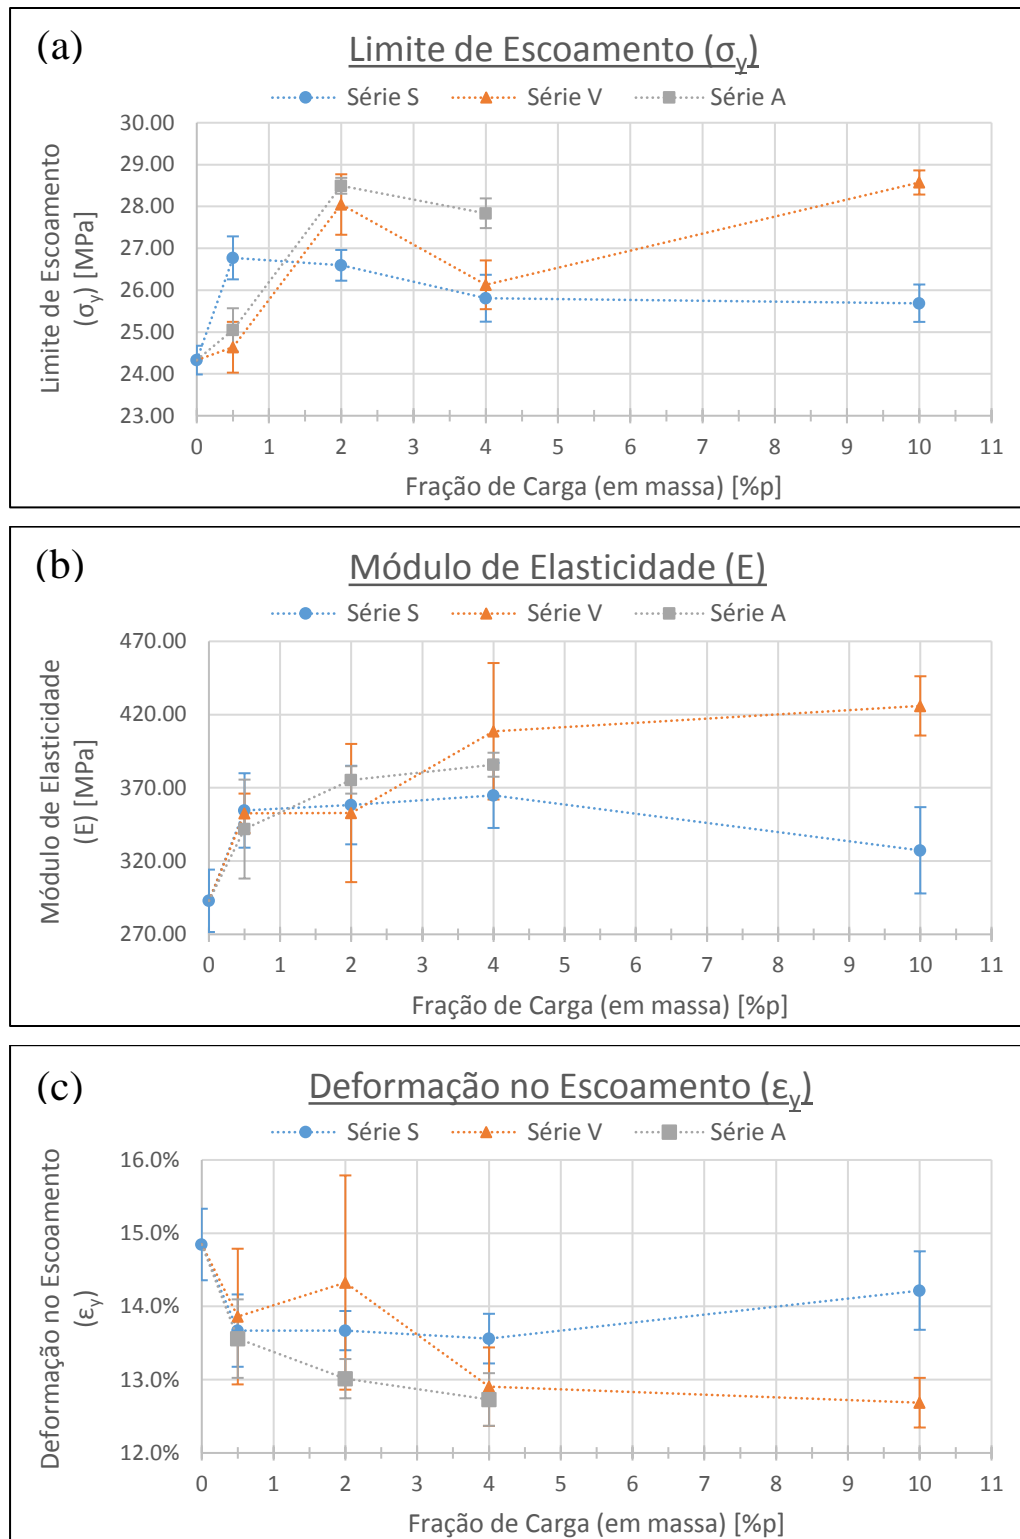 (a)
Limite de Escoamento (σy)
Série S Série V Série A
30.00
29.00
28.00
27.00
26.00
25.00
24.00
23.00
Limite de Escoamento
(σy) [MPa]
0 1 2 3 4 5 6 7 8 9 10 11
Fração de Carga (em massa) [%p]
(b)
Módulo de Elasticidade (E)
Série S Série V Série A
470.00
420.00
370.00
320.00
270.00
Módulo de Elasticidade
(E) [MPa]
0 1 2 3 4 5 6 7 8 9 10 11
Fração de Carga (em massa) [%p]
(c)
Deformação no Escoamento (εy)
Série S Série V Série A
16.0%
15.0%
14.0%
13.0%
12.0%
Deformação no Escoamento
(εy)
0 1 2 3 4 5 6 7 8 9 10 11
Fração de Carga (em massa) [%p]